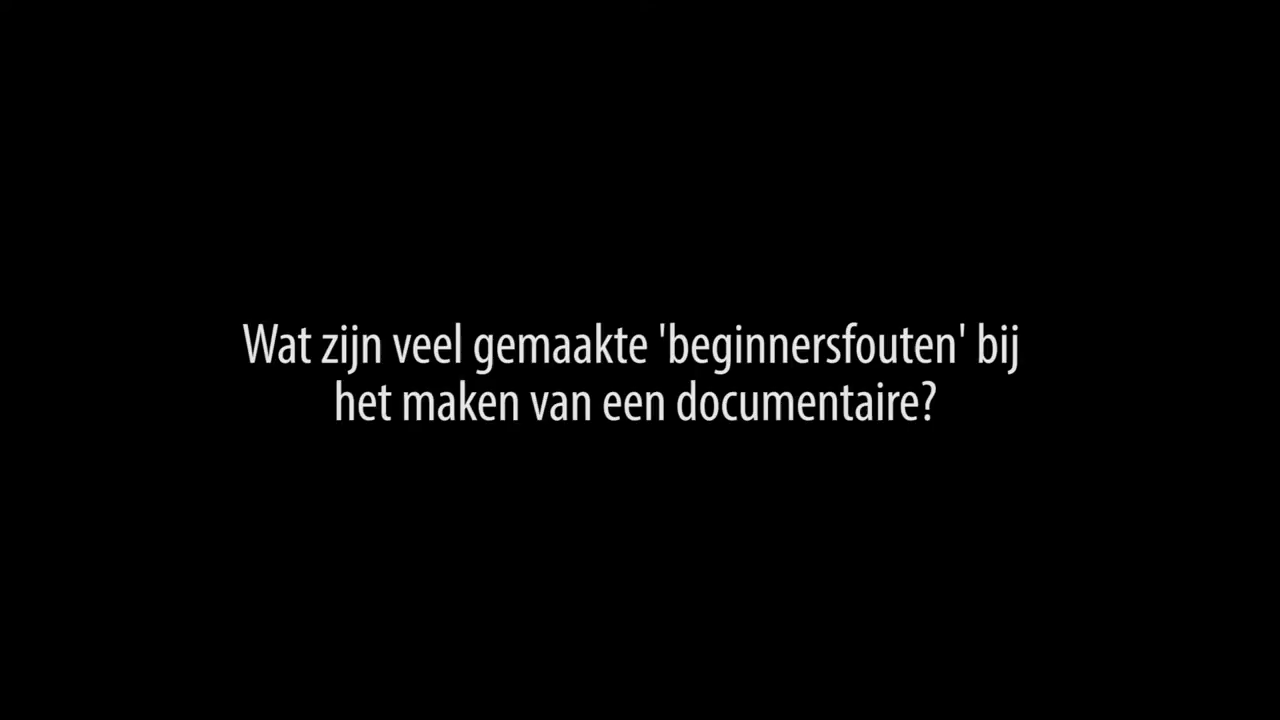 Wat zijn veel gemaakte 'beginnersfouten' bij
het maken van een documentaire?